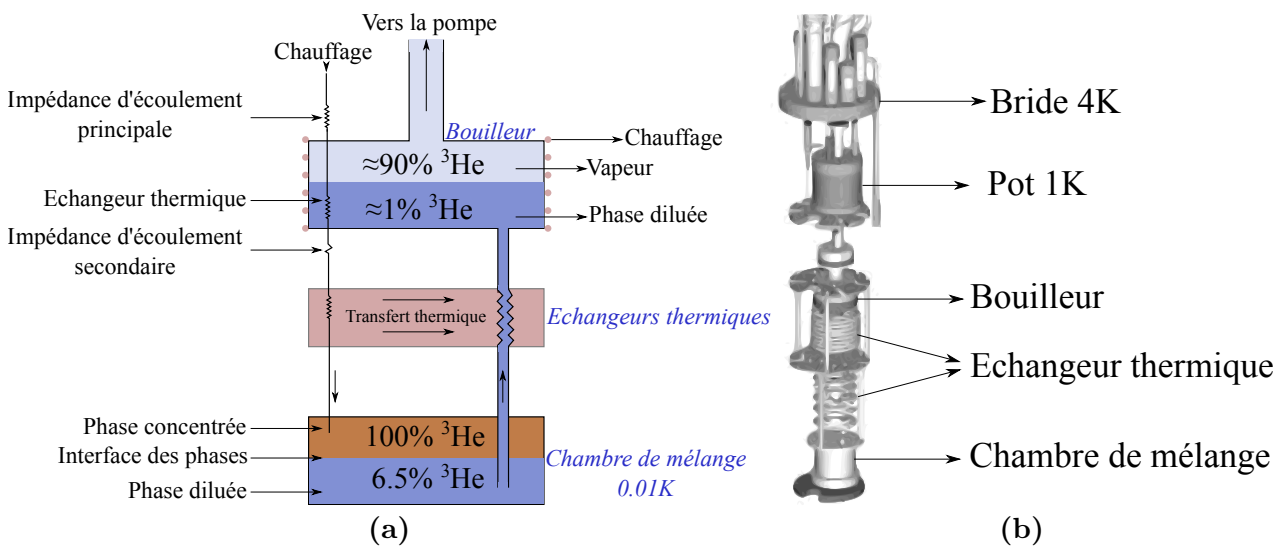 Vers la pompe
Chauffage
Impédance d'écoulement
principale
Bouilleur
Chauffage
≈90% ³He
Vapeur
Echangeur thermique
≈1% ³He
Phase diluée
Impédance d'écoulement
secondaire
Transfert thermique
Echangeurs thermiques
Phase concentrée
100% ³He
Interface des phases
Chambre de mélange
0.01K
Phase diluée
6.5% ³He
(a)
Bride 4K
Pot 1K
Bouilleur
Echangeur thermique
Chambre de mélange
(b)